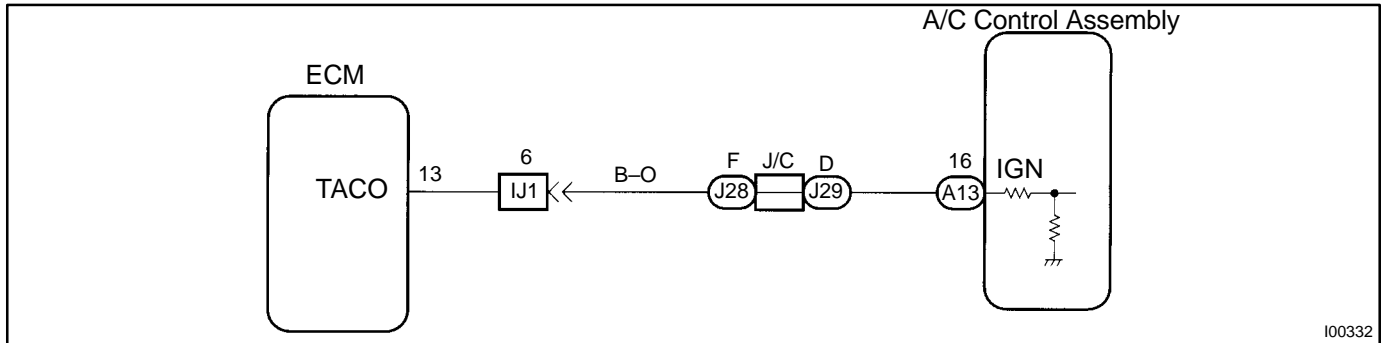 A/C Control Assembly
ECM
TACO
13
6
IJ1
B–O
F
J/C
D
J28
J29
16
A13
IGN
I00332